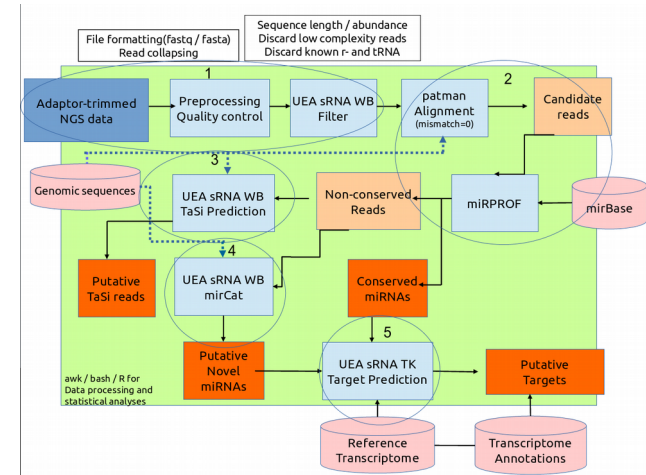 File formatting(fastq / fasta)
Read collapsing
Sequence length / abundance
Discard low complexity reads
Discard known r- and tRNA
1
2
Adaptor-trimmed
NGS data
Preprocessing
Quality control
UEA sRNA WB
Filter
patman
Alignment
(mismatch=0)
Candidate
reads
3
Genomic sequences
UEA sRNA WB
TaSi Prediction
Non-conserved
Reads
miRPROF
mirBase
4
Putative
TaSi reads
UEA sRNA WB
mirCat
Conserved
miRNAs
5
awk / bash / R for
Data processing and
statistical analyses
Putative
Novel
miRNAs
UEA sRNA TK
Target Prediction
Putative
Targets
Reference
Transcriptome
Transcriptome
Annotations